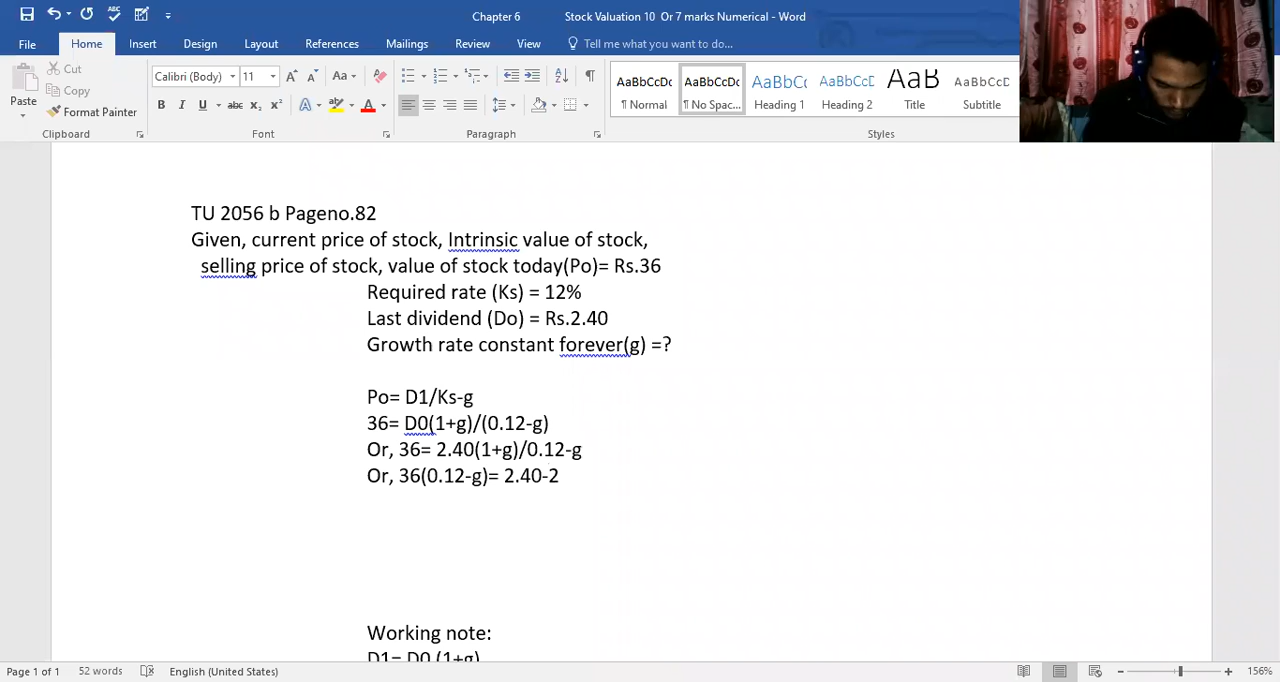 Chapter 6 Stock Valuation 10 Or 7 marks Numerical - Word
File Home Insert Design Layout References Mailings Review View Tell me what you want to do...
Paste Cut Copy Format Painter
Calibri (Body) 11
AaBbCcDc AaBbCcDc AaBbCc AaBbCcE AaB AaBbCcD
¶ Normal ¶ No Spac... Heading 1 Heading 2 Title Subtitle
Clipboard Font Paragraph Styles
TU 2056 b Pageno.82
Given, current price of stock, Intrinsic value of stock,
selling price of stock, value of stock today(Po)= Rs.36
Required rate (Ks) = 12%
Last dividend (Do) = Rs.2.40
Growth rate constant forever(g) =?
Po= D1/Ks-g
36= D0(1+g)/(0.12-g)
Or, 36= 2.40(1+g)/0.12-g
Or, 36(0.12-g)= 2.40-2
Working note:
D1= D0 (1+g)
Page 1 of 1 52 words English (United States) 156%